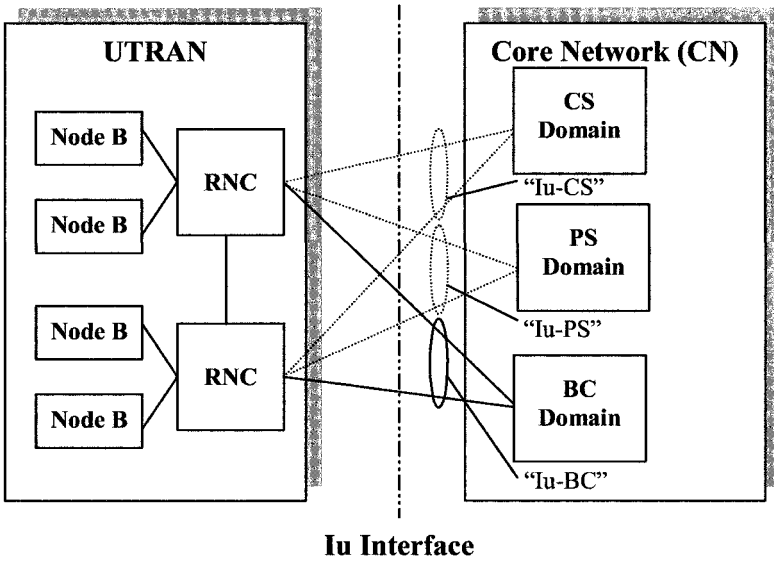 UTRAN
Node B
Node B
RNC
Node B
Node B
RNC
Core Network (CN)
CS
Domain
"Iu-CS"
PS
Domain
"Iu-PS"
BC
Domain
"Iu-BC"
Iu Interface